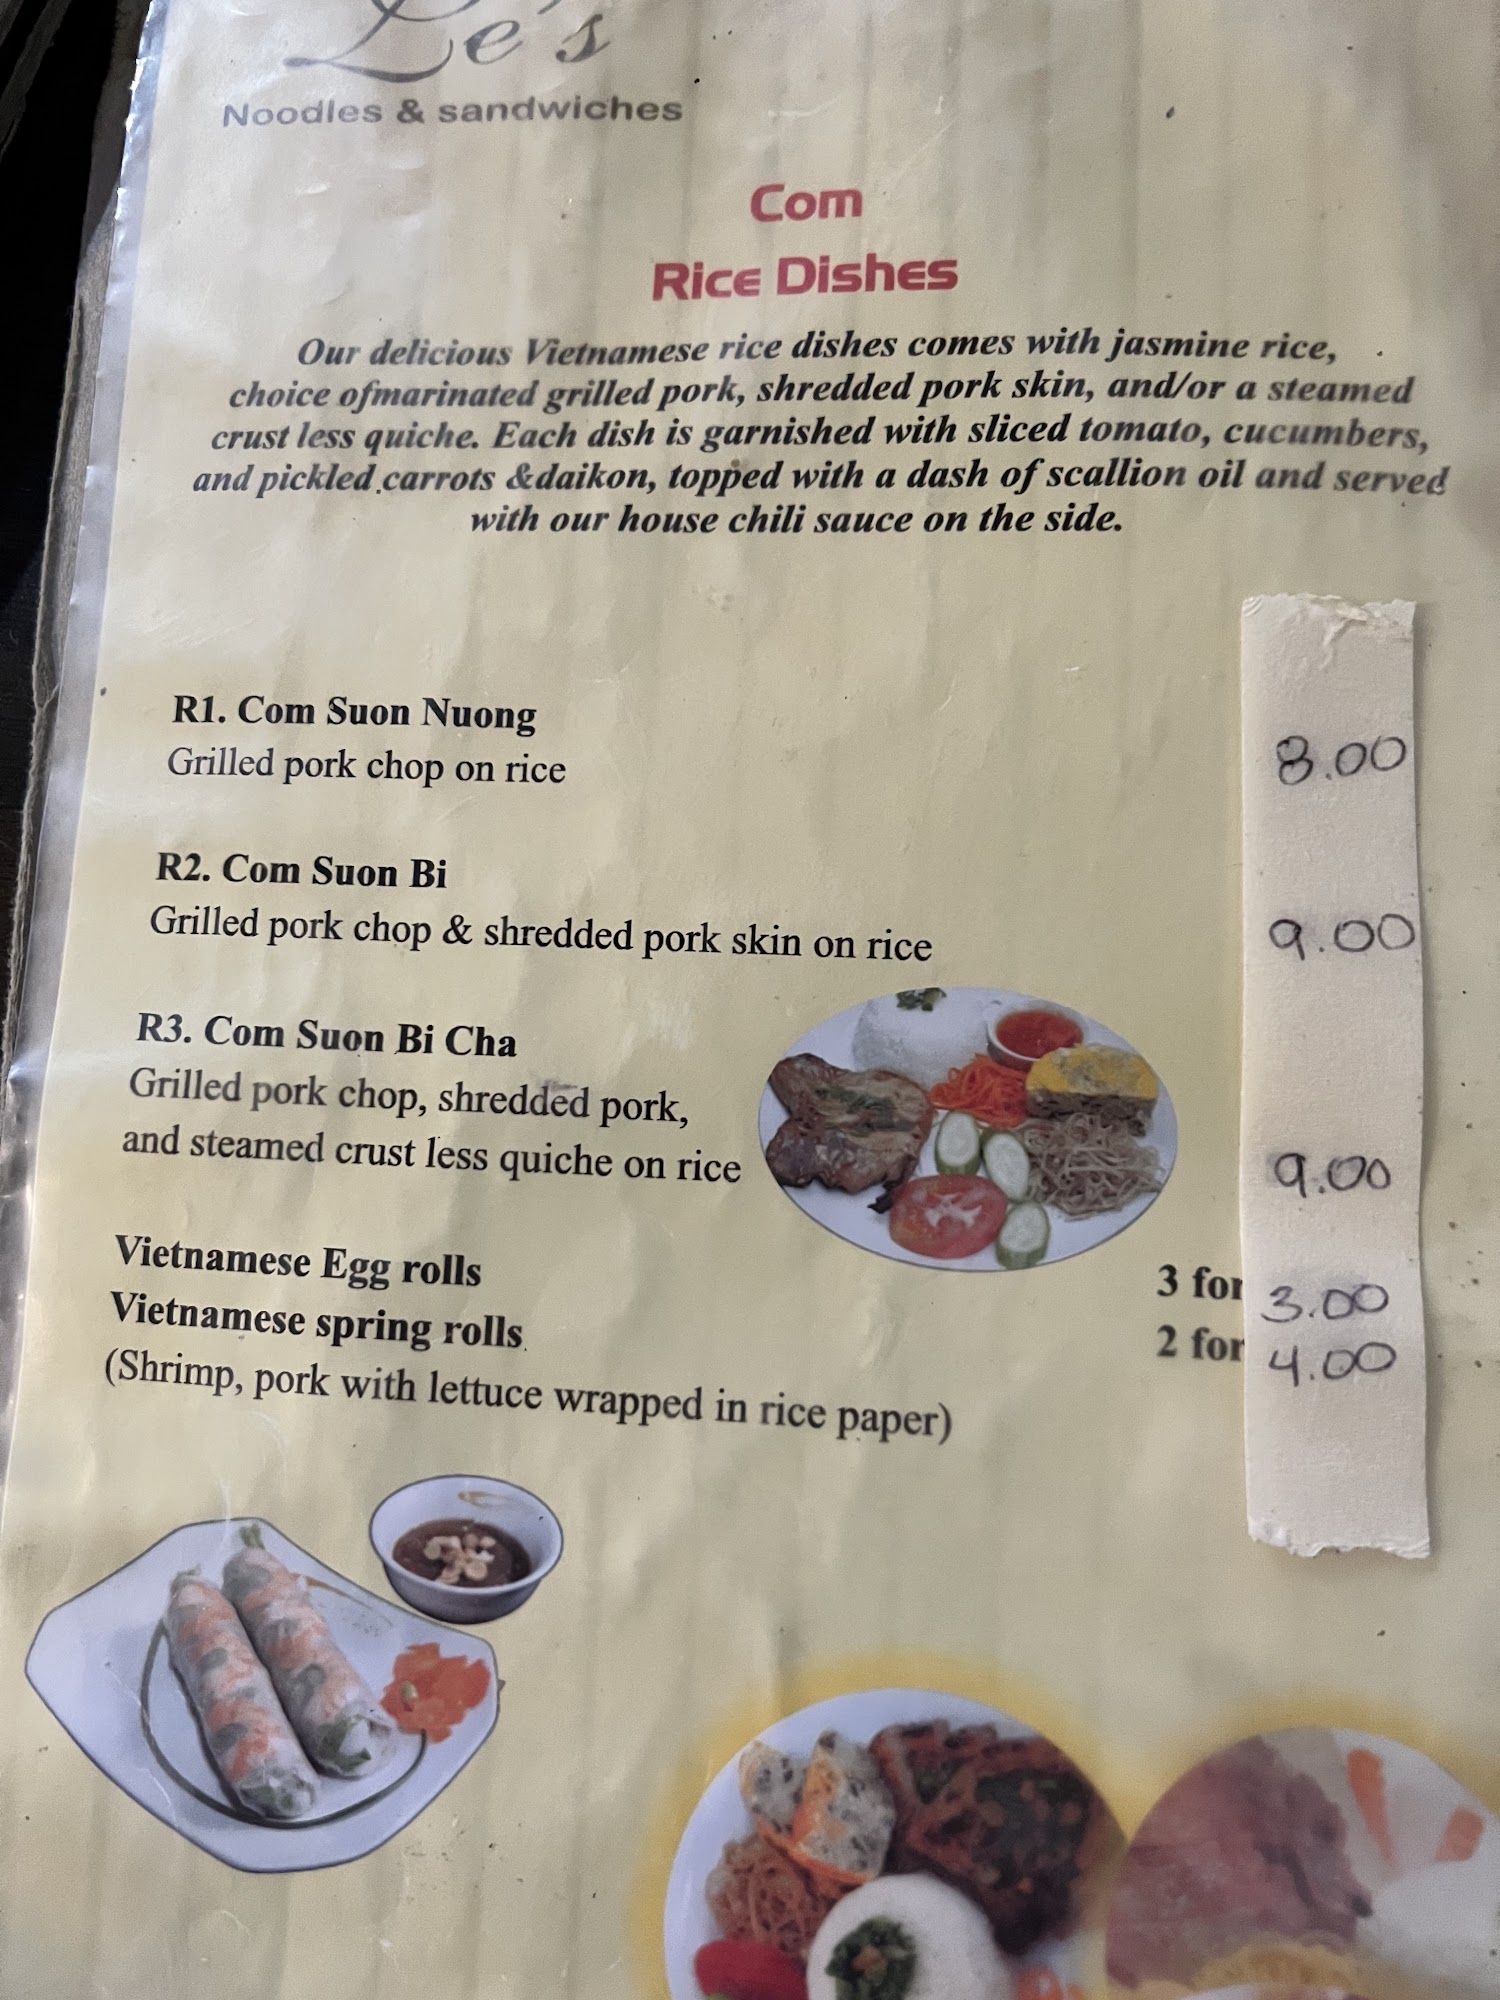 Le's
Noodles & sandwiches
Com
Rice Dishes
Our delicious Vietnamese rice dishes comes with jasmine rice,
choice ofmarinated grilled pork, shredded pork skin, and/or a steamed
crust less quiche. Each dish is garnished with sliced tomato, cucumbers,
and pickled carrots &daikon, topped with a dash of scallion oil and served
with our house chili sauce on the side.
R1. Com Suon Nuong
Grilled pork chop on rice 8.00
R2. Com Suon Bi
Grilled pork chop & shredded pork skin on rice 9.00
R3. Com Suon Bi Cha
Grilled pork chop, shredded pork,
and steamed crust less quiche on rice 9.00
Vietnamese Egg rolls 3 for 3.00
Vietnamese spring rolls 2 for 4.00
(Shrimp, pork with lettuce wrapped in rice paper)